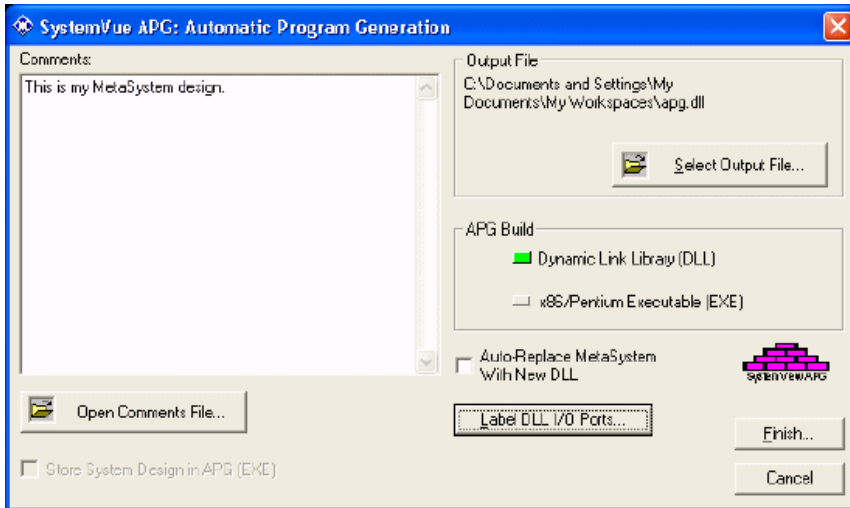 SystemVue APG: Automatic Program Generation
Comments:
This is my MetaSystem design.
Open Comments File...
Store System Design in APG (EXE)
Output File
C:\Documents and Settings\My
Documents\My Workspaces\apg.dll
Select Output File...
APG Build
Dynamic Link Library (DLL)
x86/Pentium Executable (EXE)
Auto-Replace MetaSystem
With New DLL
SystemViewAPG
Label DLL I/O Ports...
Finish...
Cancel